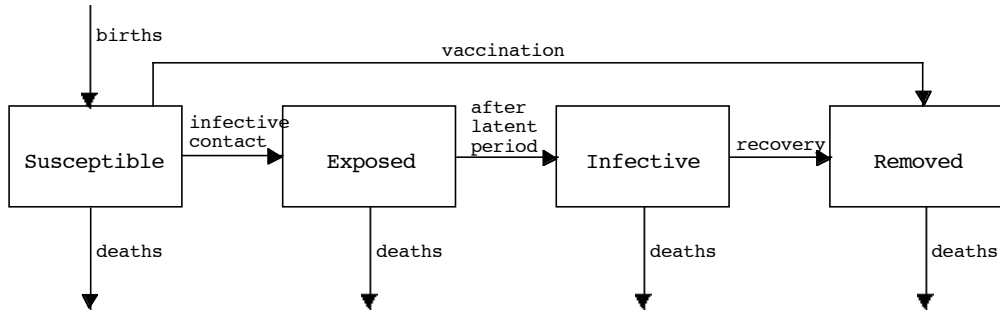 births
vaccination
infective
contact
after
latent
period
recovery
Susceptible
Exposed
Infective
Removed
deaths
deaths
deaths
deaths